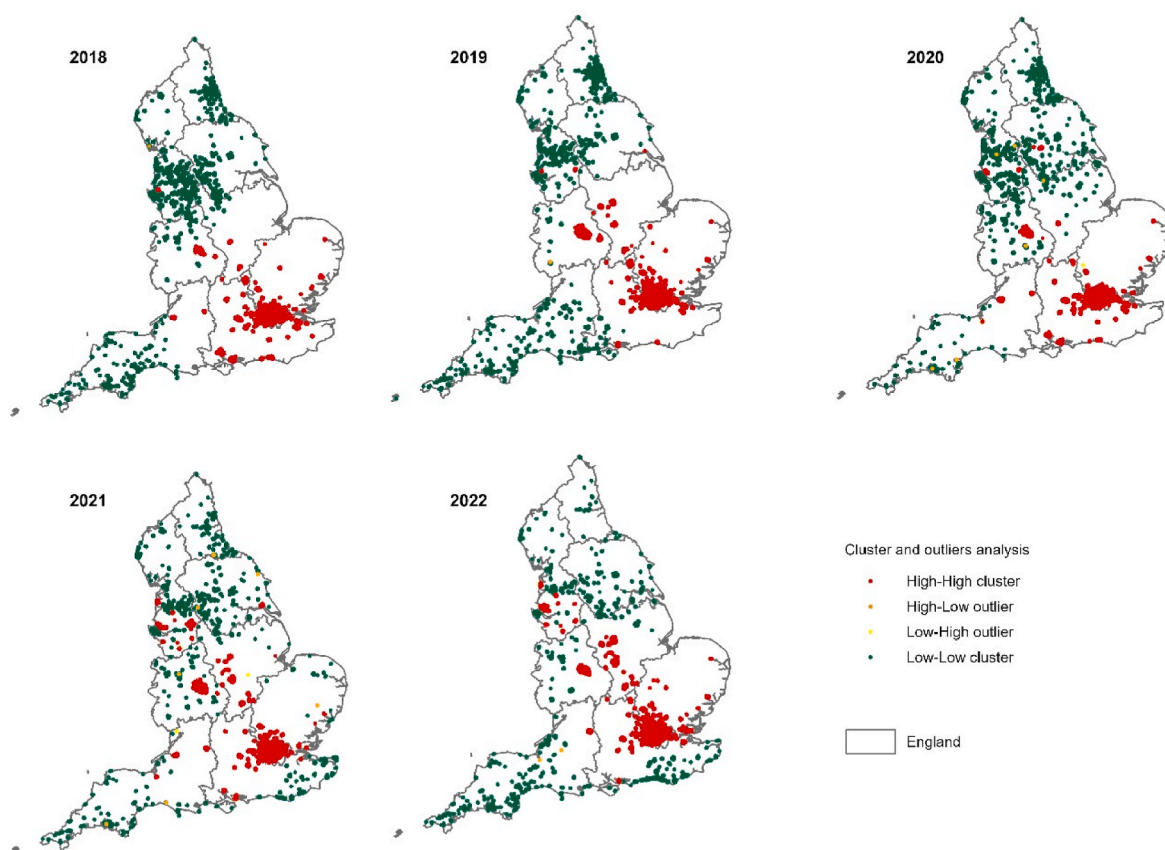 2018
2019
2020
2021
2022
Cluster and outliers analysis
High-High cluster
High-Low outlier
Low-High outlier
Low-Low cluster
England